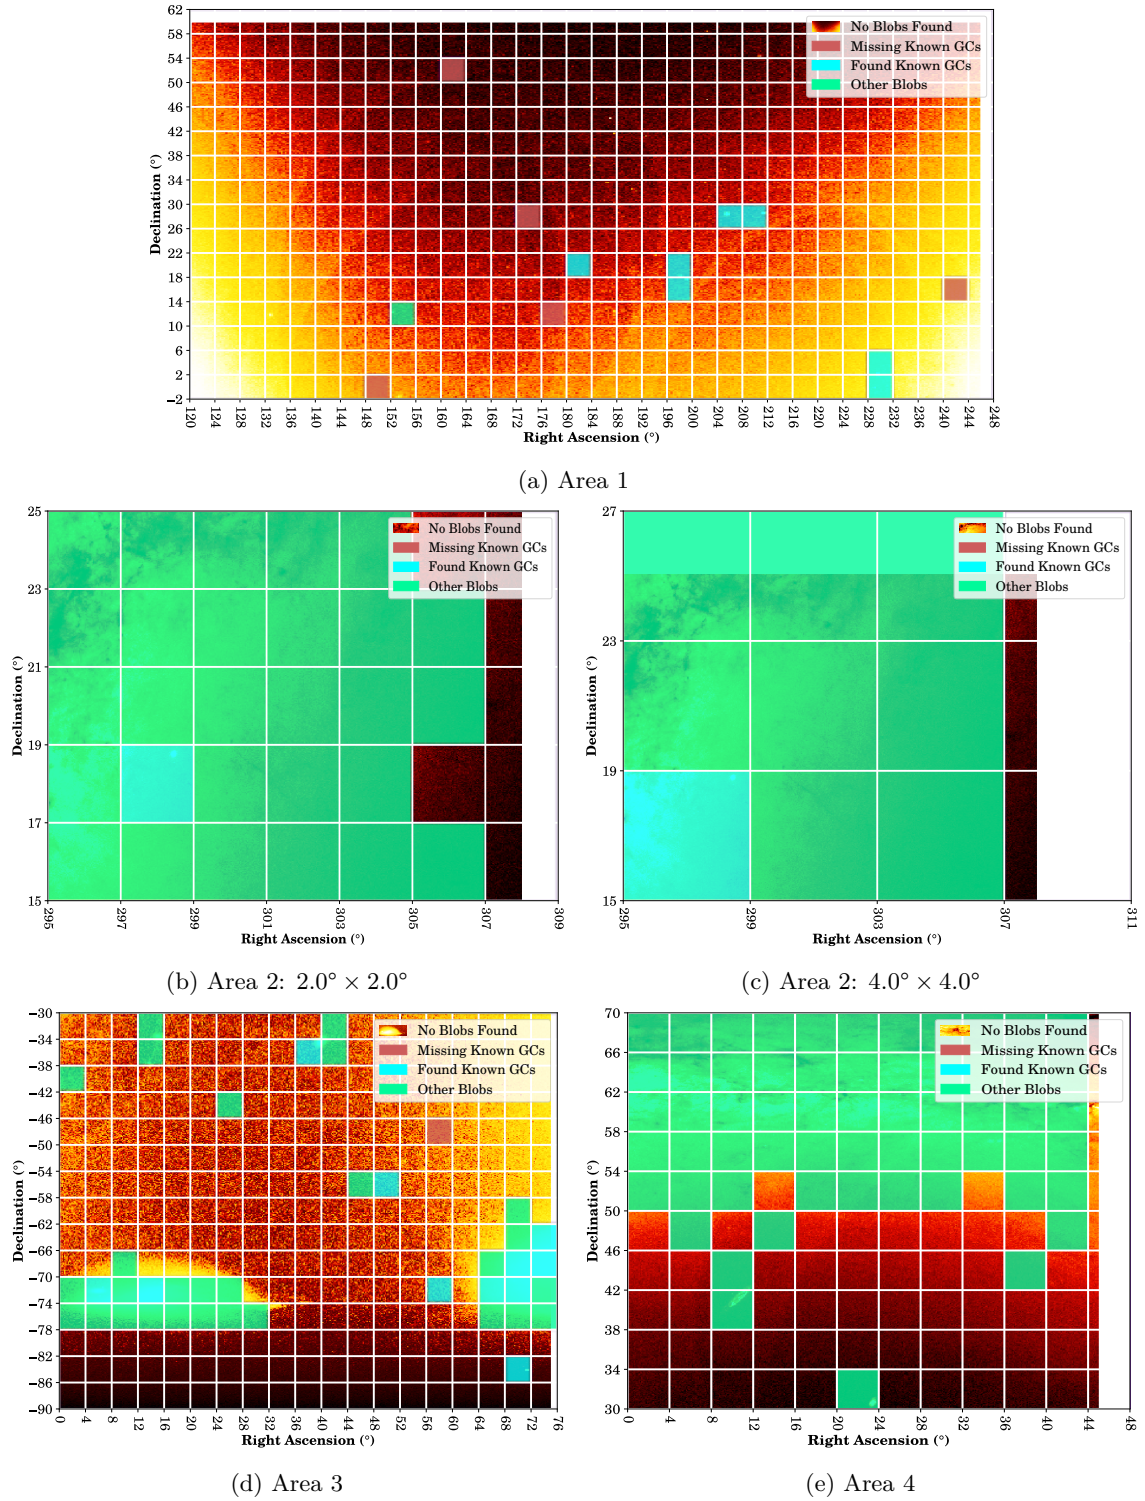 62
58
54
50
46
42
38
34
30
26
22
18
14
10
6
2
−2
Declination (°)
No Blobs Found
Missing Known GCs
Found Known GCs
Other Blobs
120 124 128 132 136 140 144 148 152 156 160 164 168 172 176 180 184 188 192 196 200 204 208 212 216 220 224 228 232 236 240 244 248
Right Ascension (°)
(a) Area 1
25
23
21
19
17
15
Declination (°)
No Blobs Found
Missing Known GCs
Found Known GCs
Other Blobs
295 297 299 301 303 305 307 309
Right Ascension (°)
(b) Area 2: 2.0° × 2.0°
27
23
19
15
Declination (°)
No Blobs Found
Missing Known GCs
Found Known GCs
Other Blobs
295 299 303 307 311
Right Ascension (°)
(c) Area 2: 4.0° × 4.0°
−30
−34
−38
−42
−46
−50
−54
−58
−62
−66
−70
−74
−78
−82
−86
−90
Declination (°)
No Blobs Found
Missing Known GCs
Found Known GCs
Other Blobs
0 4 8 12 16 20 24 28 32 36 40 44 48 52 56 60 64 68 72 76
Right Ascension (°)
(d) Area 3
70
66
62
58
54
50
46
42
38
34
30
Declination (°)
No Blobs Found
Missing Known GCs
Found Known GCs
Other Blobs
0 4 8 12 16 20 24 28 32 36 40 44 48
Right Ascension (°)
(e) Area 4